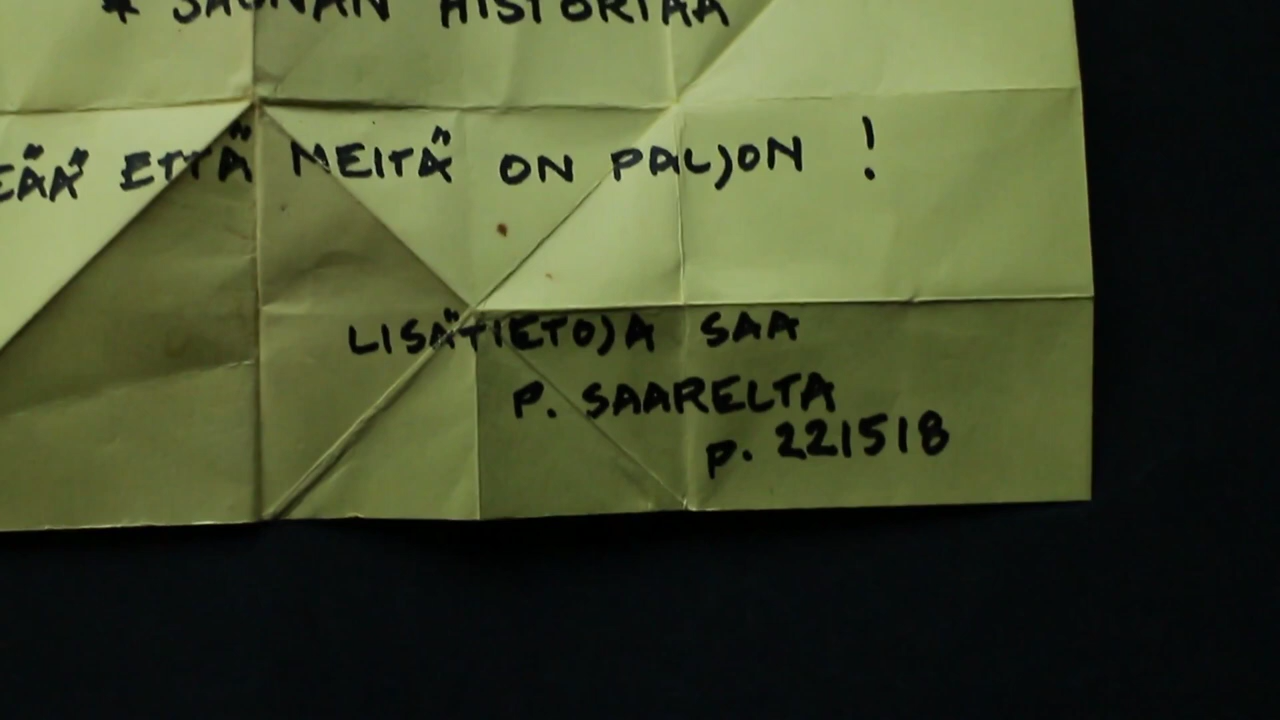 * SAUNAN HISTORIAA
EÄÄ ETTÄ MEITÄ ON PALJON !
LISÄTIETOJA SAA
P. SAARELTA
p. 221518